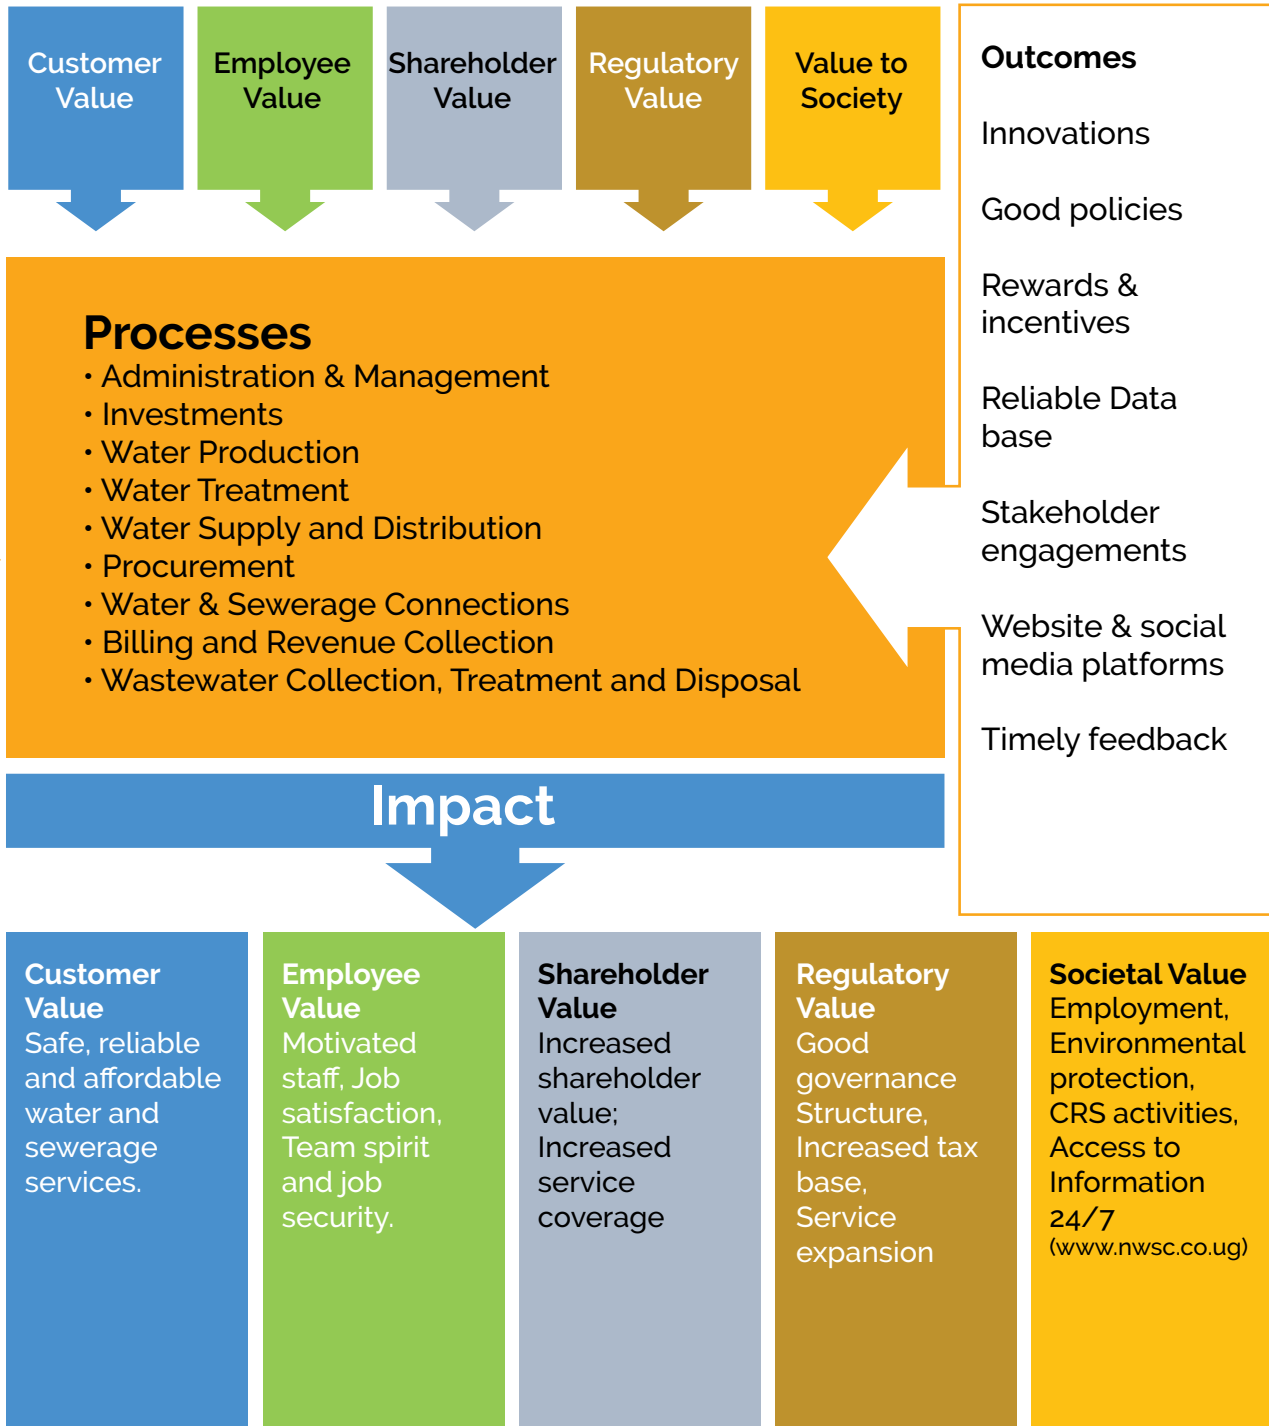 Customer
Value
Employee
Value
Shareholder
Value
Regulatory
Value
Value to
Society
Outcomes
Innovations
Good policies
Rewards &
incentives
Reliable Data
base
Stakeholder
engagements
Website & social
media platforms
Timely feedback
Processes
• Administration & Management
• Investments
• Water Production
• Water Treatment
• Water Supply and Distribution
• Procurement
• Water & Sewerage Connections
• Billing and Revenue Collection
• Wastewater Collection, Treatment and Disposal
Impact
Customer
Value
Safe, reliable
and affordable
water and
sewerage
services.
Employee
Value
Motivated
staff, Job
satisfaction,
Team spirit
and job
security.
Shareholder
Value
Increased
shareholder
value;
Increased
service
coverage
Regulatory
Value
Good
governance
Structure,
Increased tax
base,
Service
expansion
Societal Value
Employment,
Environmental
protection,
CRS activities,
Access to
Information
24/7
(www.nwsc.co.ug)